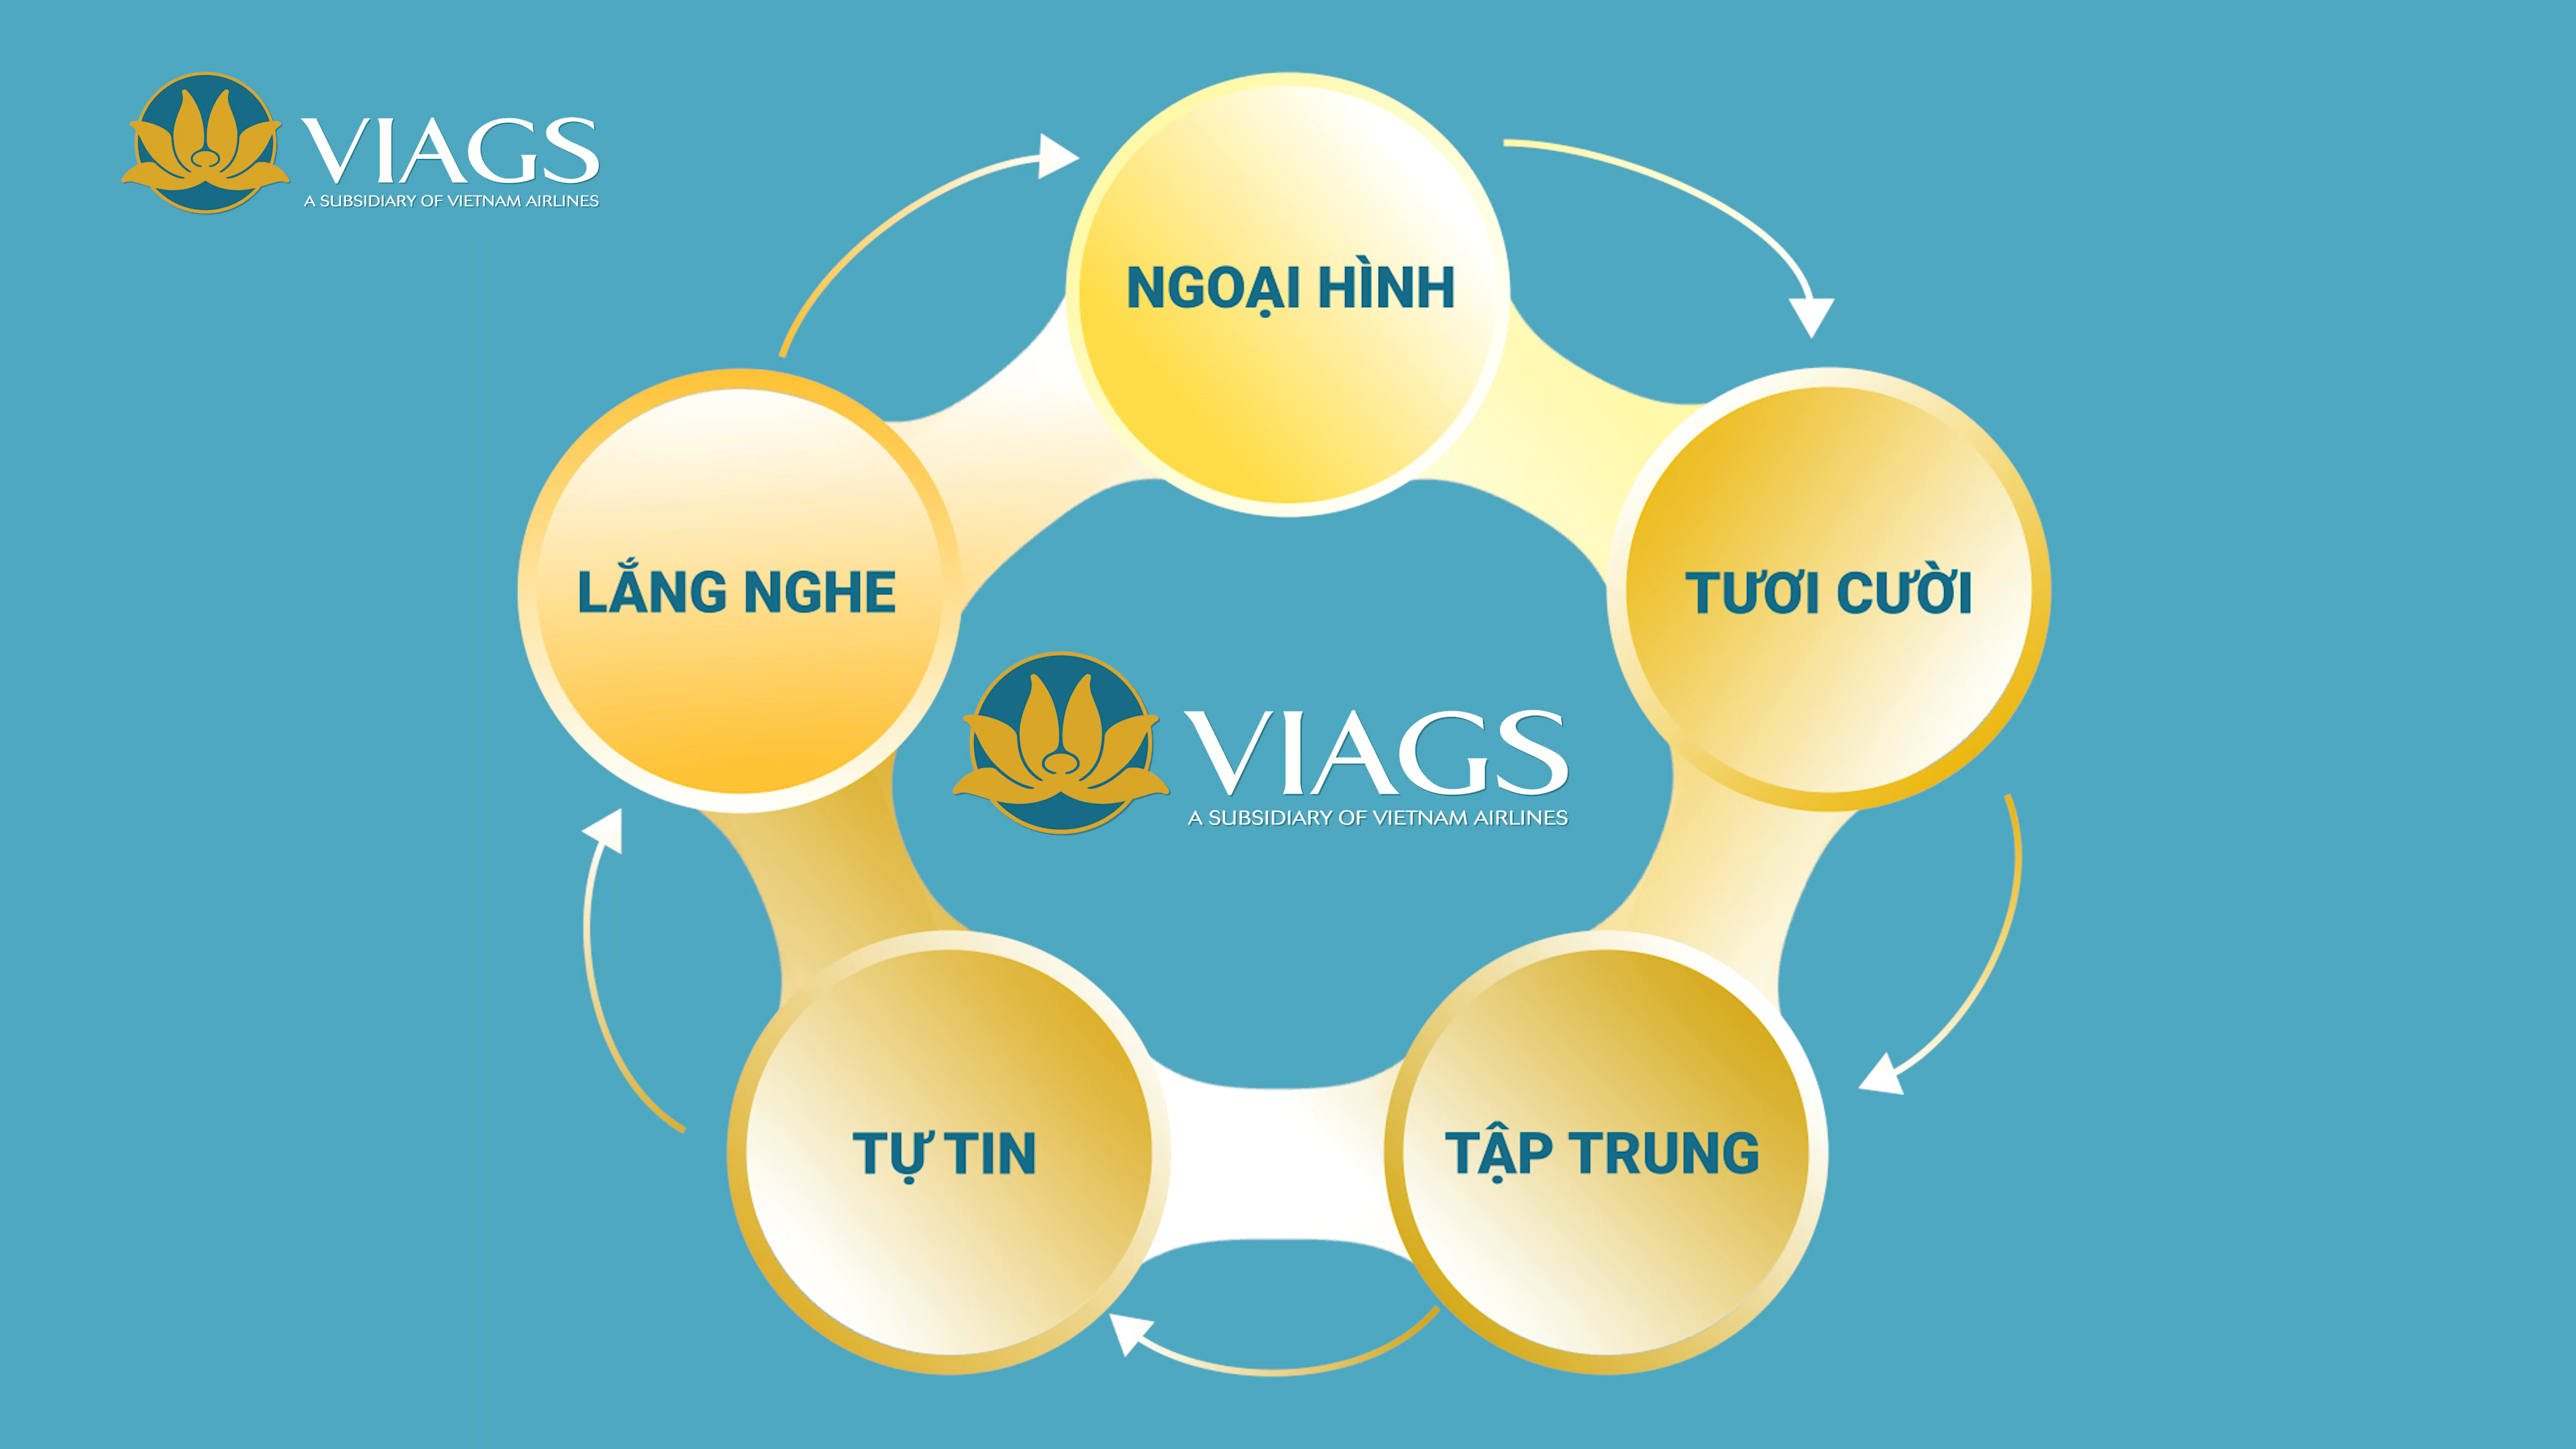 VIAGS
A SUBSIDIARY OF VIETNAM AIRLINES
NGOẠI HÌNH
LẮNG NGHE
TƯƠI CƯỜI
VIAGS
A SUBSIDIARY OF VIETNAM AIRLINES
TỰ TIN
TẬP TRUNG